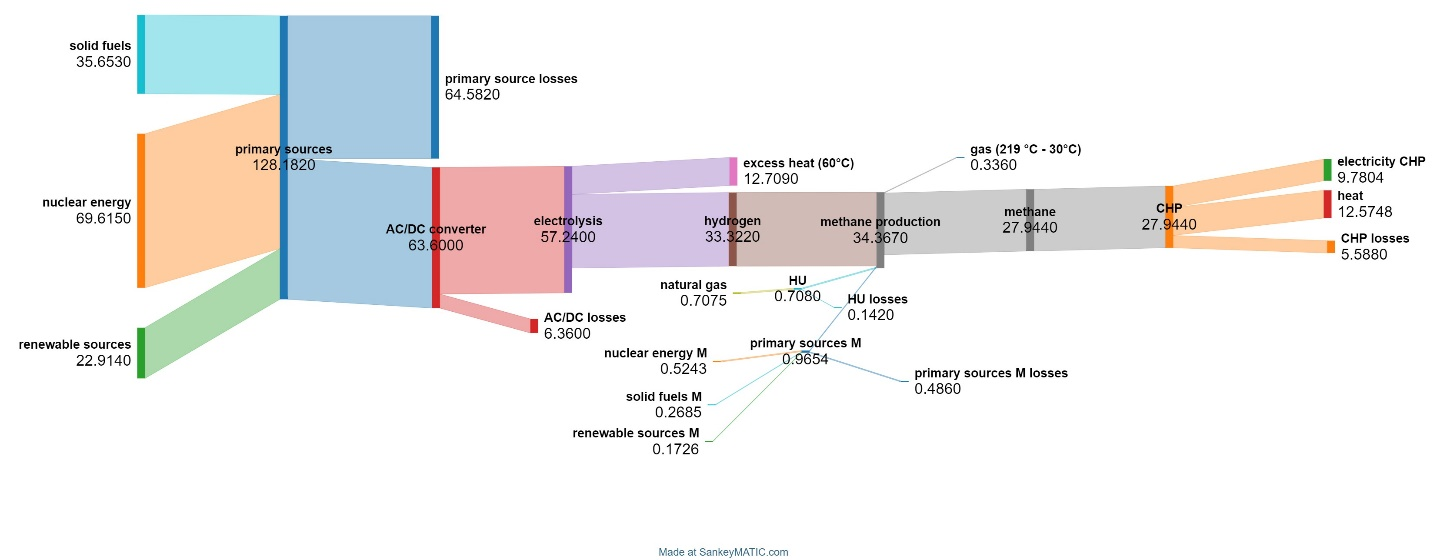 solid fuels
35.6530
primary source losses
64.5820
primary sources
128.1820
nuclear energy
69.6150
renewable sources
22.9140
AC/DC converter
63.6000
AC/DC losses
6.3600
electrolysis
57.2400
excess heat (60°C)
12.7090
hydrogen
33.3220
methane production
34.3670
gas (219 °C - 30°C)
0.3360
methane
27.9440
CHP
27.9440
electricity CHP
9.7804
heat
12.5748
CHP losses
5.5880
natural gas
0.7075
HU
0.7080
HU losses
0.1420
nuclear energy M
0.5243
primary sources M
0.9654
primary sources M losses
0.4860
solid fuels M
0.2685
renewable sources M
0.1726
Made at SankeyMATIC.com